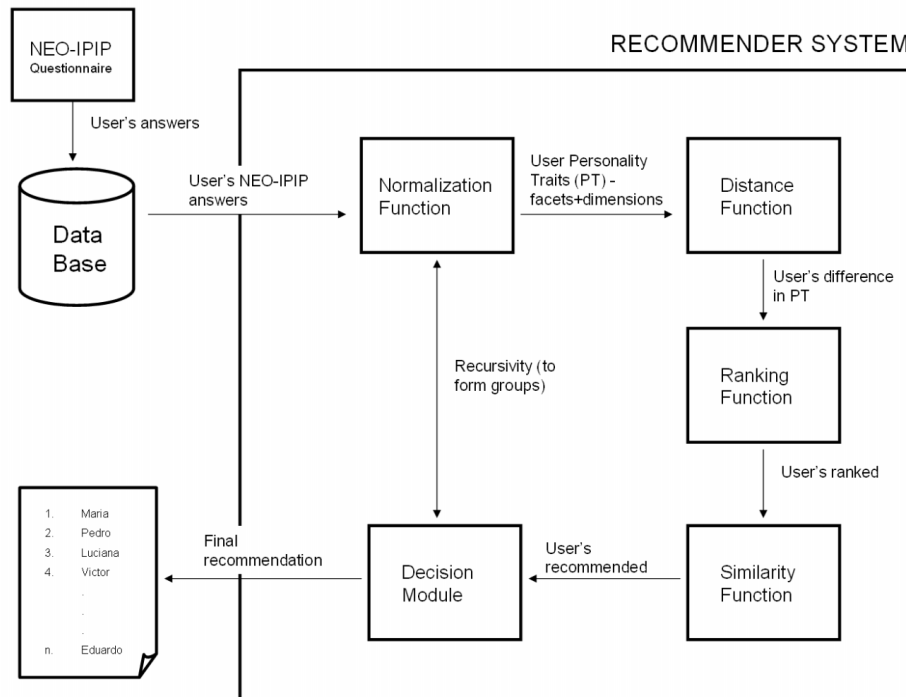 NEO-IPIP
Questionnaire
RECOMMENDER SYSTEM
User's answers
Data
Base
User's NEO-IPIP
answers
Normalization
Function
User Personality
Traits (PT) -
facets+dimensions
Distance
Function
User's difference
in PT
Ranking
Function
User's ranked
Similarity
Function
User's
recommended
Decision
Module
Recursivity (to
form groups)
Final
recommendation
1. Maria
2. Pedro
3. Luciana
4. Victor
.
.
.
n. Eduardo